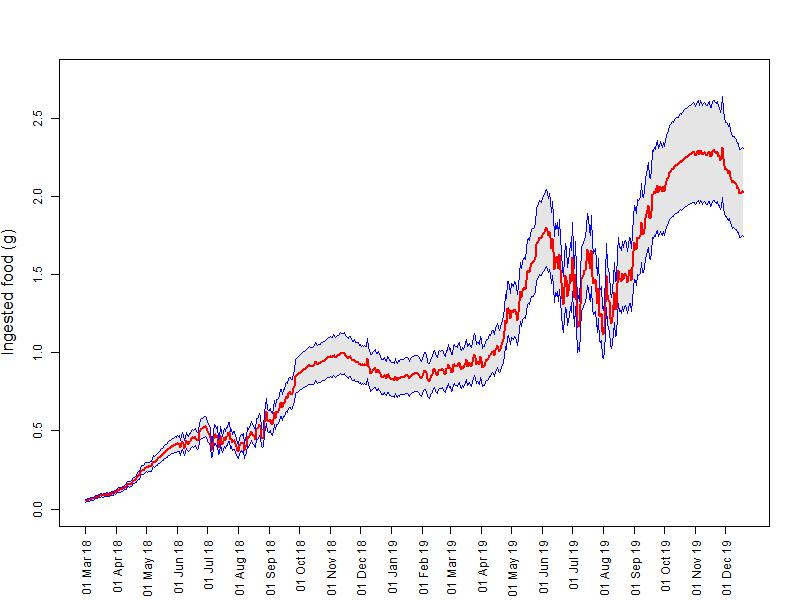 Ingested food (g)
2.5
2.0
1.5
1.0
0.5
0.0
01 Mar 18
01 Apr 18
01 May 18
01 Jun 18
01 Jul 18
01 Aug 18
01 Sep 18
01 Oct 18
01 Nov 18
01 Dec 18
01 Jan 19
01 Feb 19
01 Mar 19
01 Apr 19
01 May 19
01 Jun 19
01 Jul 19
01 Aug 19
01 Sep 19
01 Oct 19
01 Nov 19
01 Dec 19